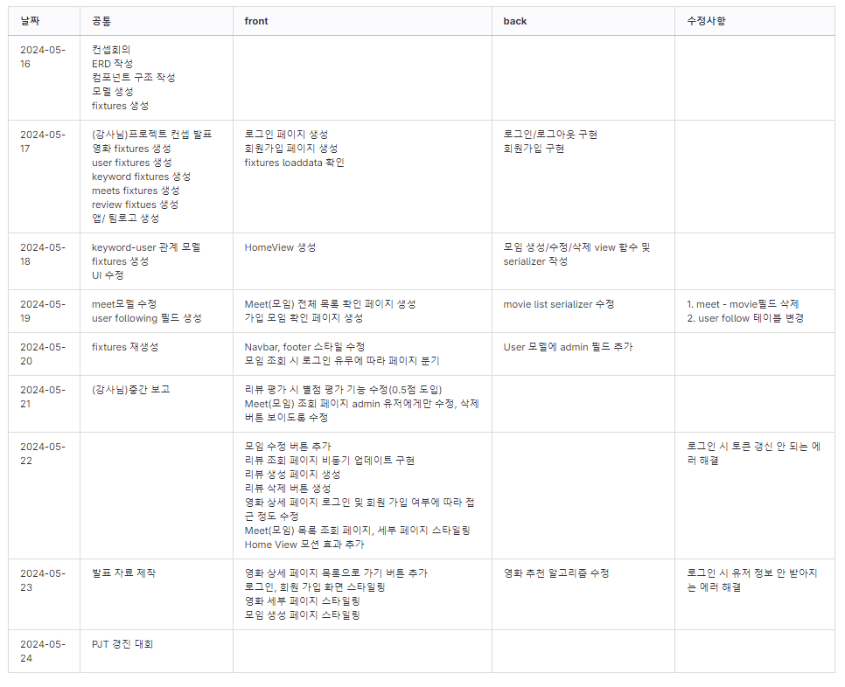 날짜 공통 front back 수정사항
2024-05-
16
컨셉회의
ERD 작성
컴포넌트 구조 작성
모델 생성
fixtures 생성
2024-05-
17
(강사님)프로젝트 컨셉 발표
영화 fixtures 생성
user fixtures 생성
keyword fixtures 생성
meets fixtures 생성
review fixtues 생성
앱/ 팀로고 생성
로그인 페이지 생성
회원가입 페이지 생성
fixtures loaddata 확인
로그인/로그아웃 구현
회원가입 구현
2024-05-
18
keyword-user 관계 모델
fixtures 생성
UI 수정
HomeView 생성
모임 생성/수정/삭제 view 함수 및
serializer 작성
2024-05-
19
meet모델 수정
user following 필드 생성
Meet(모임) 전체 목록 확인 페이지 생성
가입 모임 확인 페이지 생성
movie list serializer 수정
1. meet - movie필드 삭제
2. user follow 테이블 변경
2024-05-
20
fixtures 재생성
Navbar, footer 스타일 수정
모임 조회 시 로그인 유무에 따라 페이지 분기
User 모델에 admin 필드 추가
2024-05-
21
(강사님)중간 보고
리뷰 평가 시 별점 평가 기능 수정(0.5점 도입)
Meet(모임) 조회 페이지 admin 유저에게만 수정, 삭제
버튼 보이도록 수정
2024-05-
22
모임 수정 버튼 추가
리뷰 조회 페이지 비동기 업데이트 구현
리뷰 생성 페이지 생성
리뷰 삭제 버튼 생성
영화 상세 페이지 로그인 및 회원 가입 여부에 따라 접
근 정도 수정
Meet(모임) 목록 조회 페이지, 세부 페이지 스타일링
Home View 모션 효과 추가
로그인 시 토큰 갱신 안 되는 에
러 해결
2024-05-
23
발표 자료 제작
영화 상세 페이지 목록으로 가기 버튼 추가
로그인, 회원 가입 화면 스타일링
영화 세부 페이지 스타일링
모임 생성 페이지 스타일링
영화 추천 알고리즘 수정
로그인 시 유저 정보 안 받아지
는 에러 해결
2024-05-
24
PJT 경진 대회